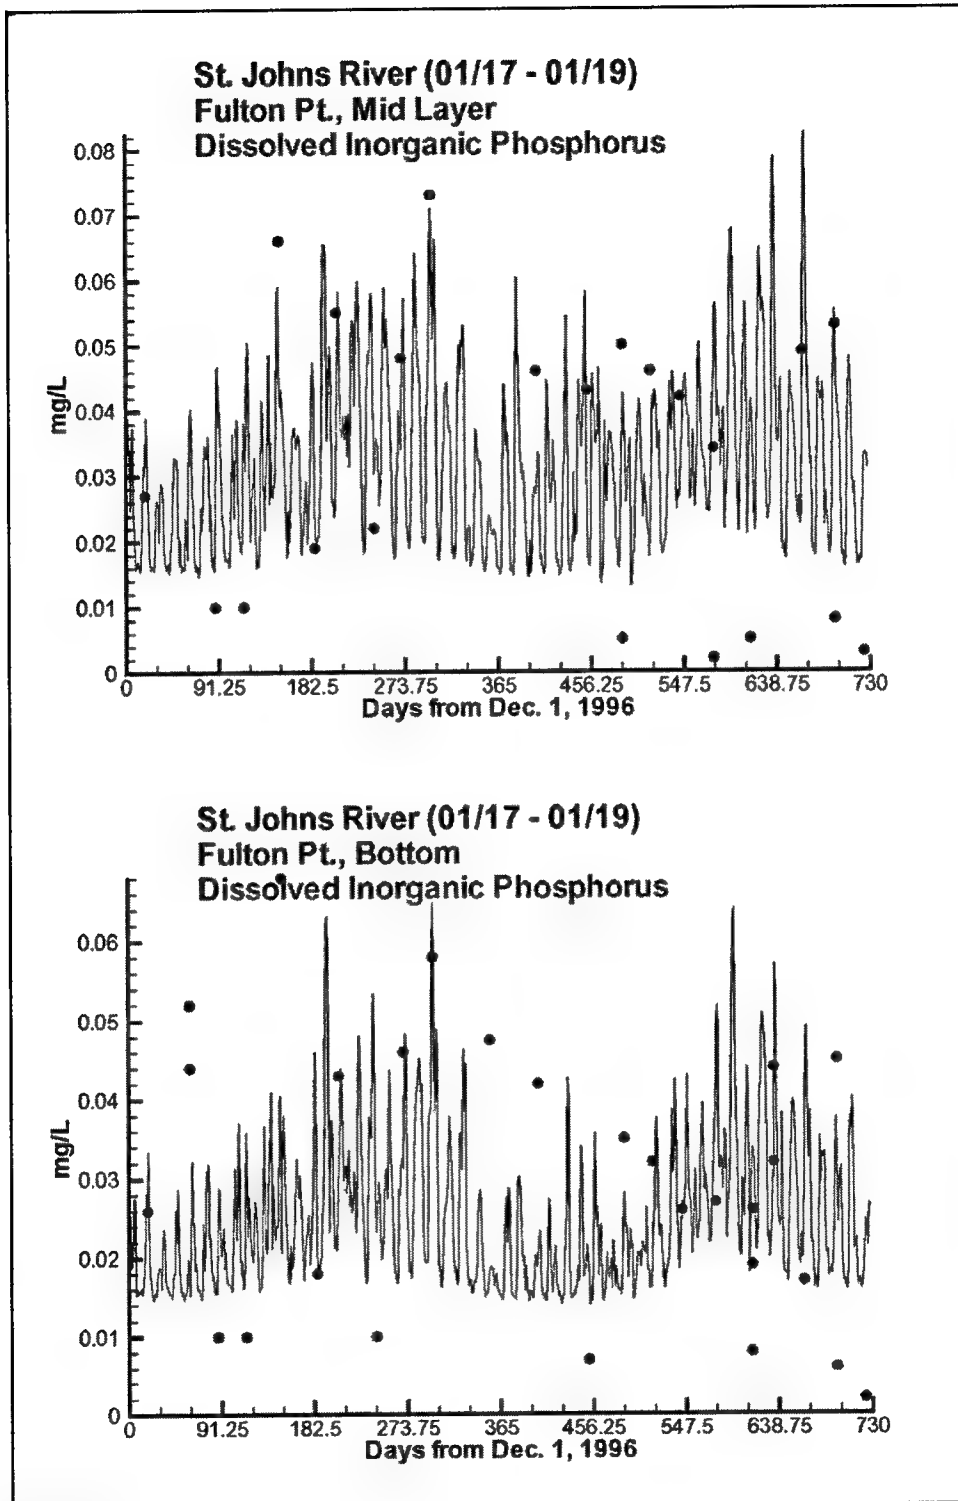 St. Johns River (01/17 - 01/19)
Fulton Pt., Mid Layer
Dissolved Inorganic Phosphorus
0.08
0.07
0.06
0.05
0.04
0.03
0.02
0.01
0
mg/L
0 91.25 182.5 273.75 365 456.25 547.5 638.75 730
Days from Dec. 1, 1996
St. Johns River (01/17 - 01/19)
Fulton Pt., Bottom
Dissolved Inorganic Phosphorus
0.06
0.05
0.04
0.03
0.02
0.01
0
mg/L
0 91.25 182.5 273.75 365 456.25 547.5 638.75 730
Days from Dec. 1, 1996